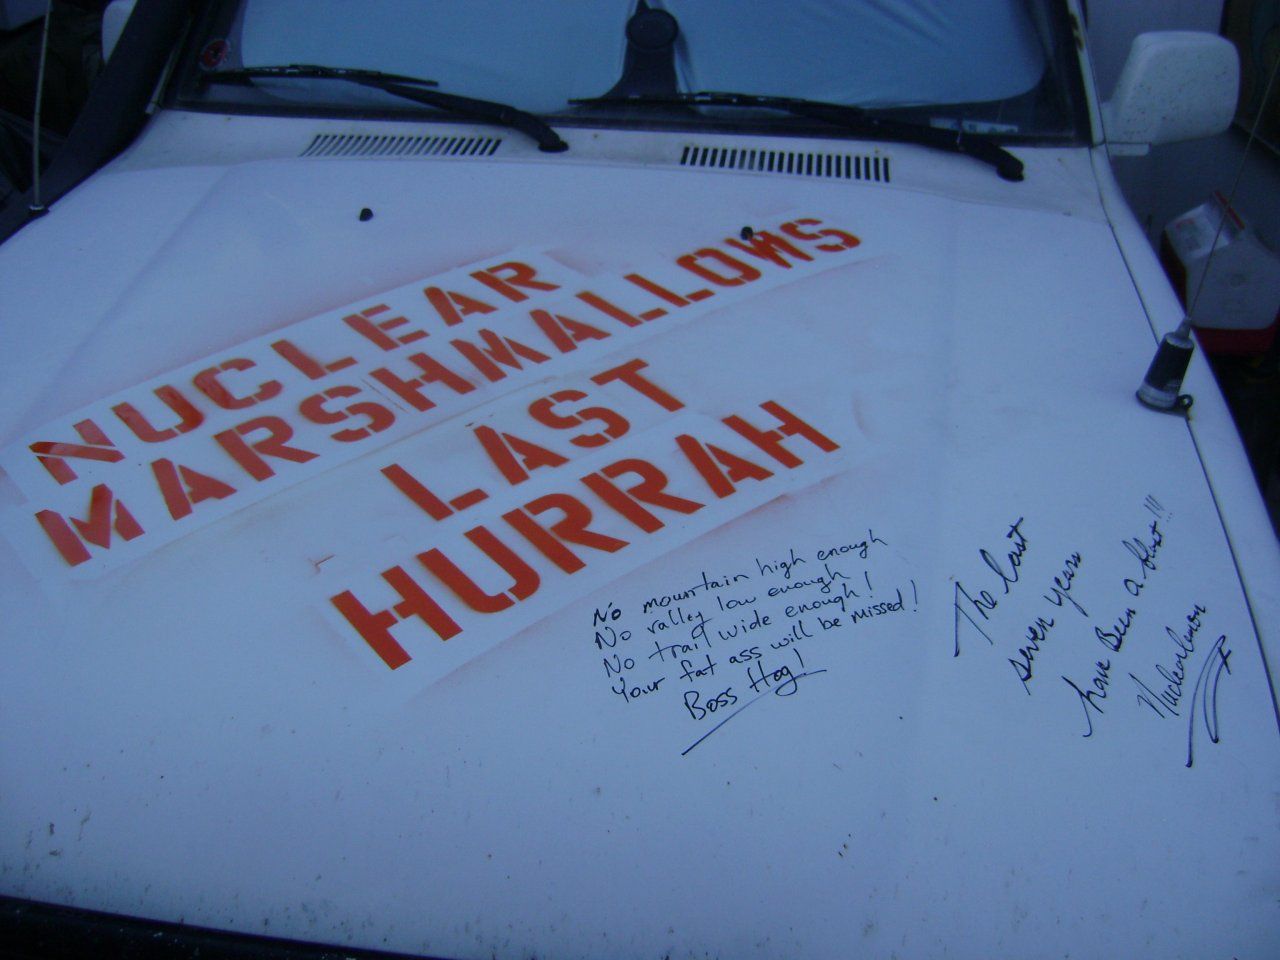 NUCLEAR
MARSHMALLOWS
LAST
HURRAH
No mountain high enough
No valley low enough
No trail wide enough!
Your fat ass will be missed!
Boss Hog!
The last
seven years
have Been a blast!!!